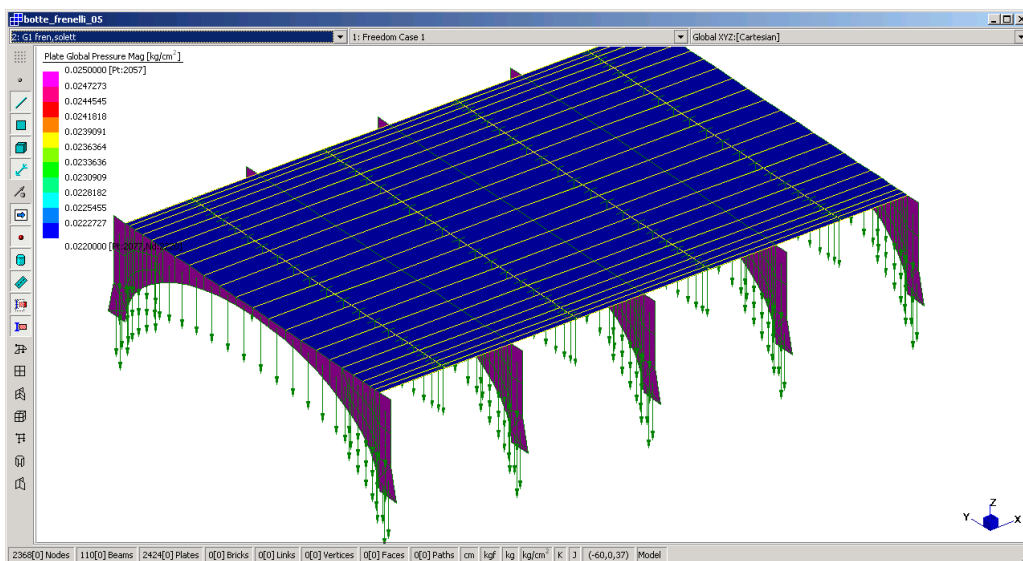 botte_frenelli_05
2: G1 fren,solett 1: Freedom Case 1 Global XYZ:[Cartesian]
Plate Global Pressure Mag [kg/cm²]
0.0250000 [Pt:2057]
0.0247273
0.0244545
0.0241818
0.0239091
0.0236364
0.0233636
0.0230909
0.0228182
0.0225455
0.0222727
0.0220000 [Pt:2077,
Z
Y
X
2368[0] Nodes 110[0] Beams 2424[0] Plates 0[0] Bricks 0[0] Links 0[0] Vertices 0[0] Faces 0[0] Paths cm kgf kg kg/cm² K J (-60,0,37) Model